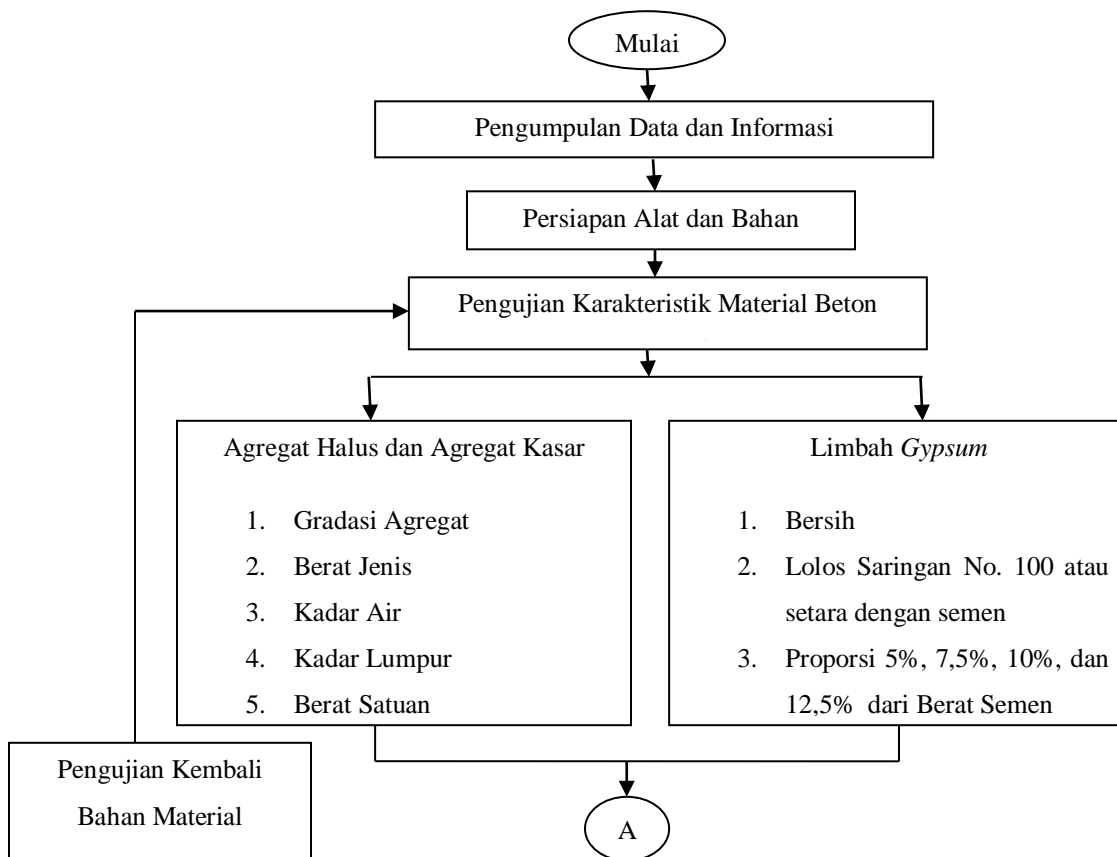 Mulai
Pengumpulan Data dan Informasi
Persiapan Alat dan Bahan
Pengujian Karakteristik Material Beton
Agregat Halus dan Agregat Kasar
1. Gradasi Agregat
2. Berat Jenis
3. Kadar Air
4. Kadar Lumpur
5. Berat Satuan
Limbah Gypsum
1. Bersih
2. Lolos Saringan No. 100 atau
setara dengan semen
3. Proporsi 5%, 7,5%, 10%, dan
12,5% dari Berat Semen
Pengujian Kembali
Bahan Material
A